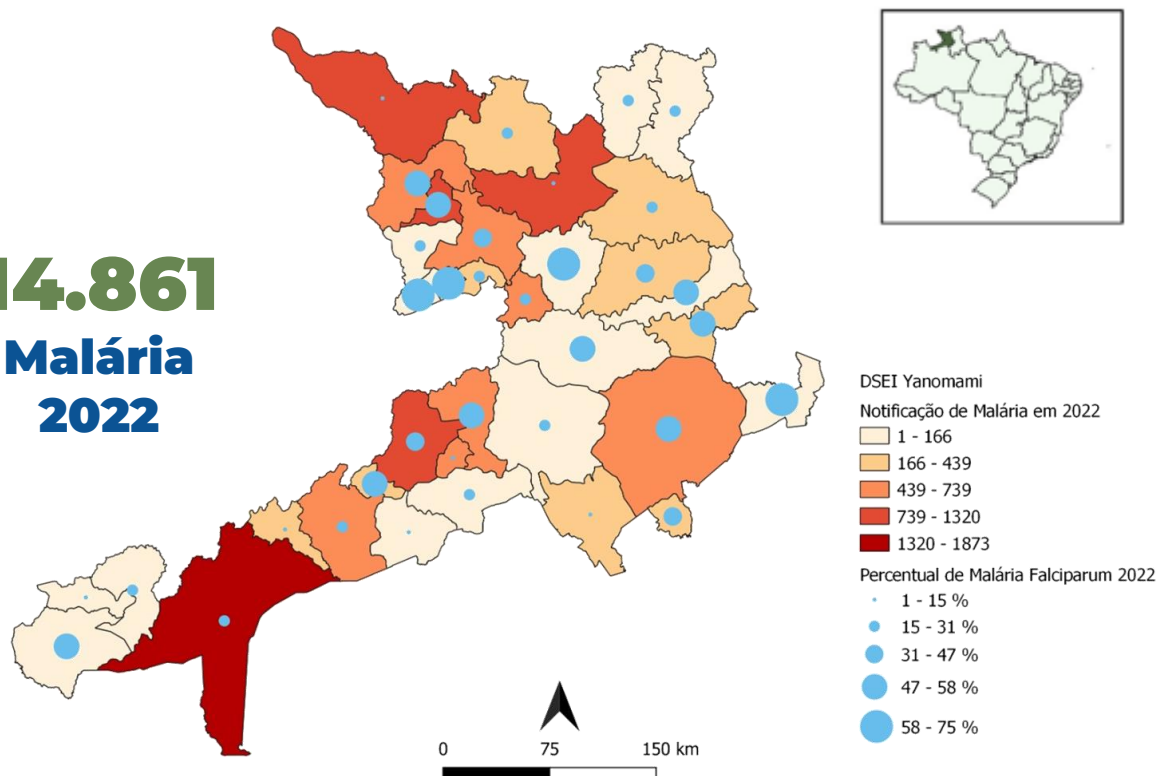 14.861
Malária
2022
DSEI Yanomami
Notificação de Malária em 2022
1 - 166
166 - 439
439 - 739
739 - 1320
1320 - 1873
Percentual de Malária Falciparum 2022
1 - 15 %
15 - 31 %
31 - 47 %
47 - 58 %
58 - 75 %
0 75 150 km